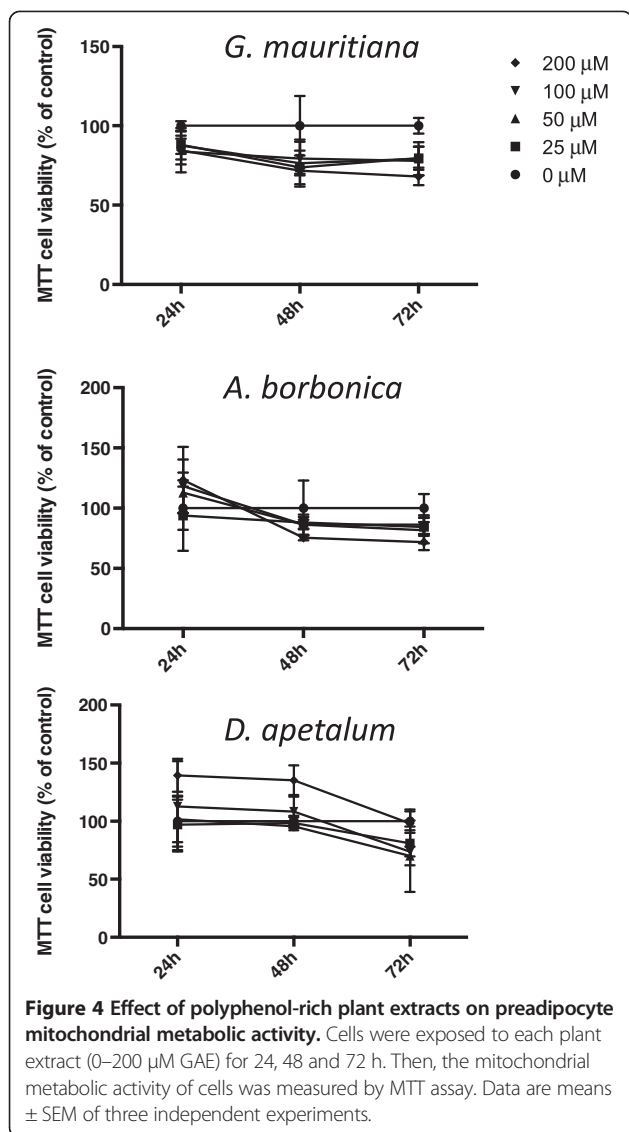 G. mauritiana
MTT cell viability (% of control)
150
100
50
0
24h
48h
72h
200 µM
100 µM
50 µM
25 µM
0 µM
A. borbonica
MTT cell viability (% of control)
200
150
100
50
0
24h
48h
72h
D. apetalum
MTT cell viability (% of control)
200
150
100
50
0
24h
48h
72h
Figure 4 Effect of polyphenol-rich plant extracts on preadipocyte
mitochondrial metabolic activity. Cells were exposed to each plant
extract (0–200 µM GAE) for 24, 48 and 72 h. Then, the mitochondrial
metabolic activity of cells was measured by MTT assay. Data are means
± SEM of three independent experiments.